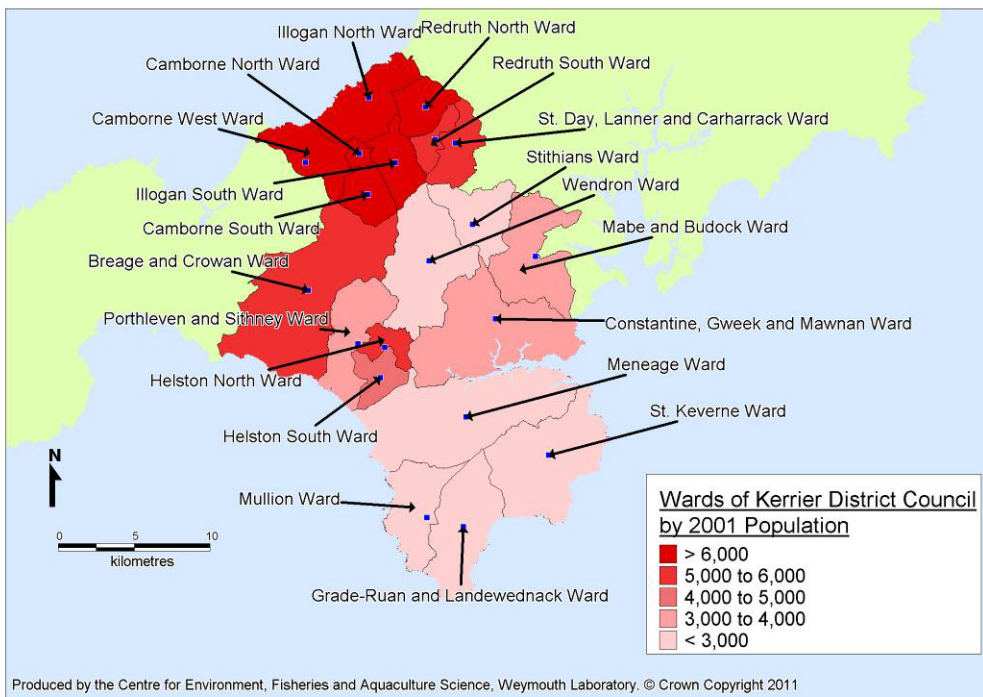 Illogan North Ward
Redruth North Ward
Camborne North Ward
Redruth South Ward
Camborne West Ward
St. Day, Lanner and Carharrack Ward
Stithians Ward
Illogan South Ward
Wendron Ward
Camborne South Ward
Mabe and Budock Ward
Breage and Crowan Ward
Porthleven and Sithney Ward
Constantine, Gweek and Mawnan Ward
Helston North Ward
Meneage Ward
St. Keverne Ward
Helston South Ward
Mullion Ward
Grade-Ruan and Landewednack Ward
N
0 5 10
kilometres
Wards of Kerrier District Council
by 2001 Population
> 6,000
5,000 to 6,000
4,000 to 5,000
3,000 to 4,000
< 3,000
Produced by the Centre for Environment, Fisheries and Aquaculture Science, Weymouth Laboratory. © Crown Copyright 2011